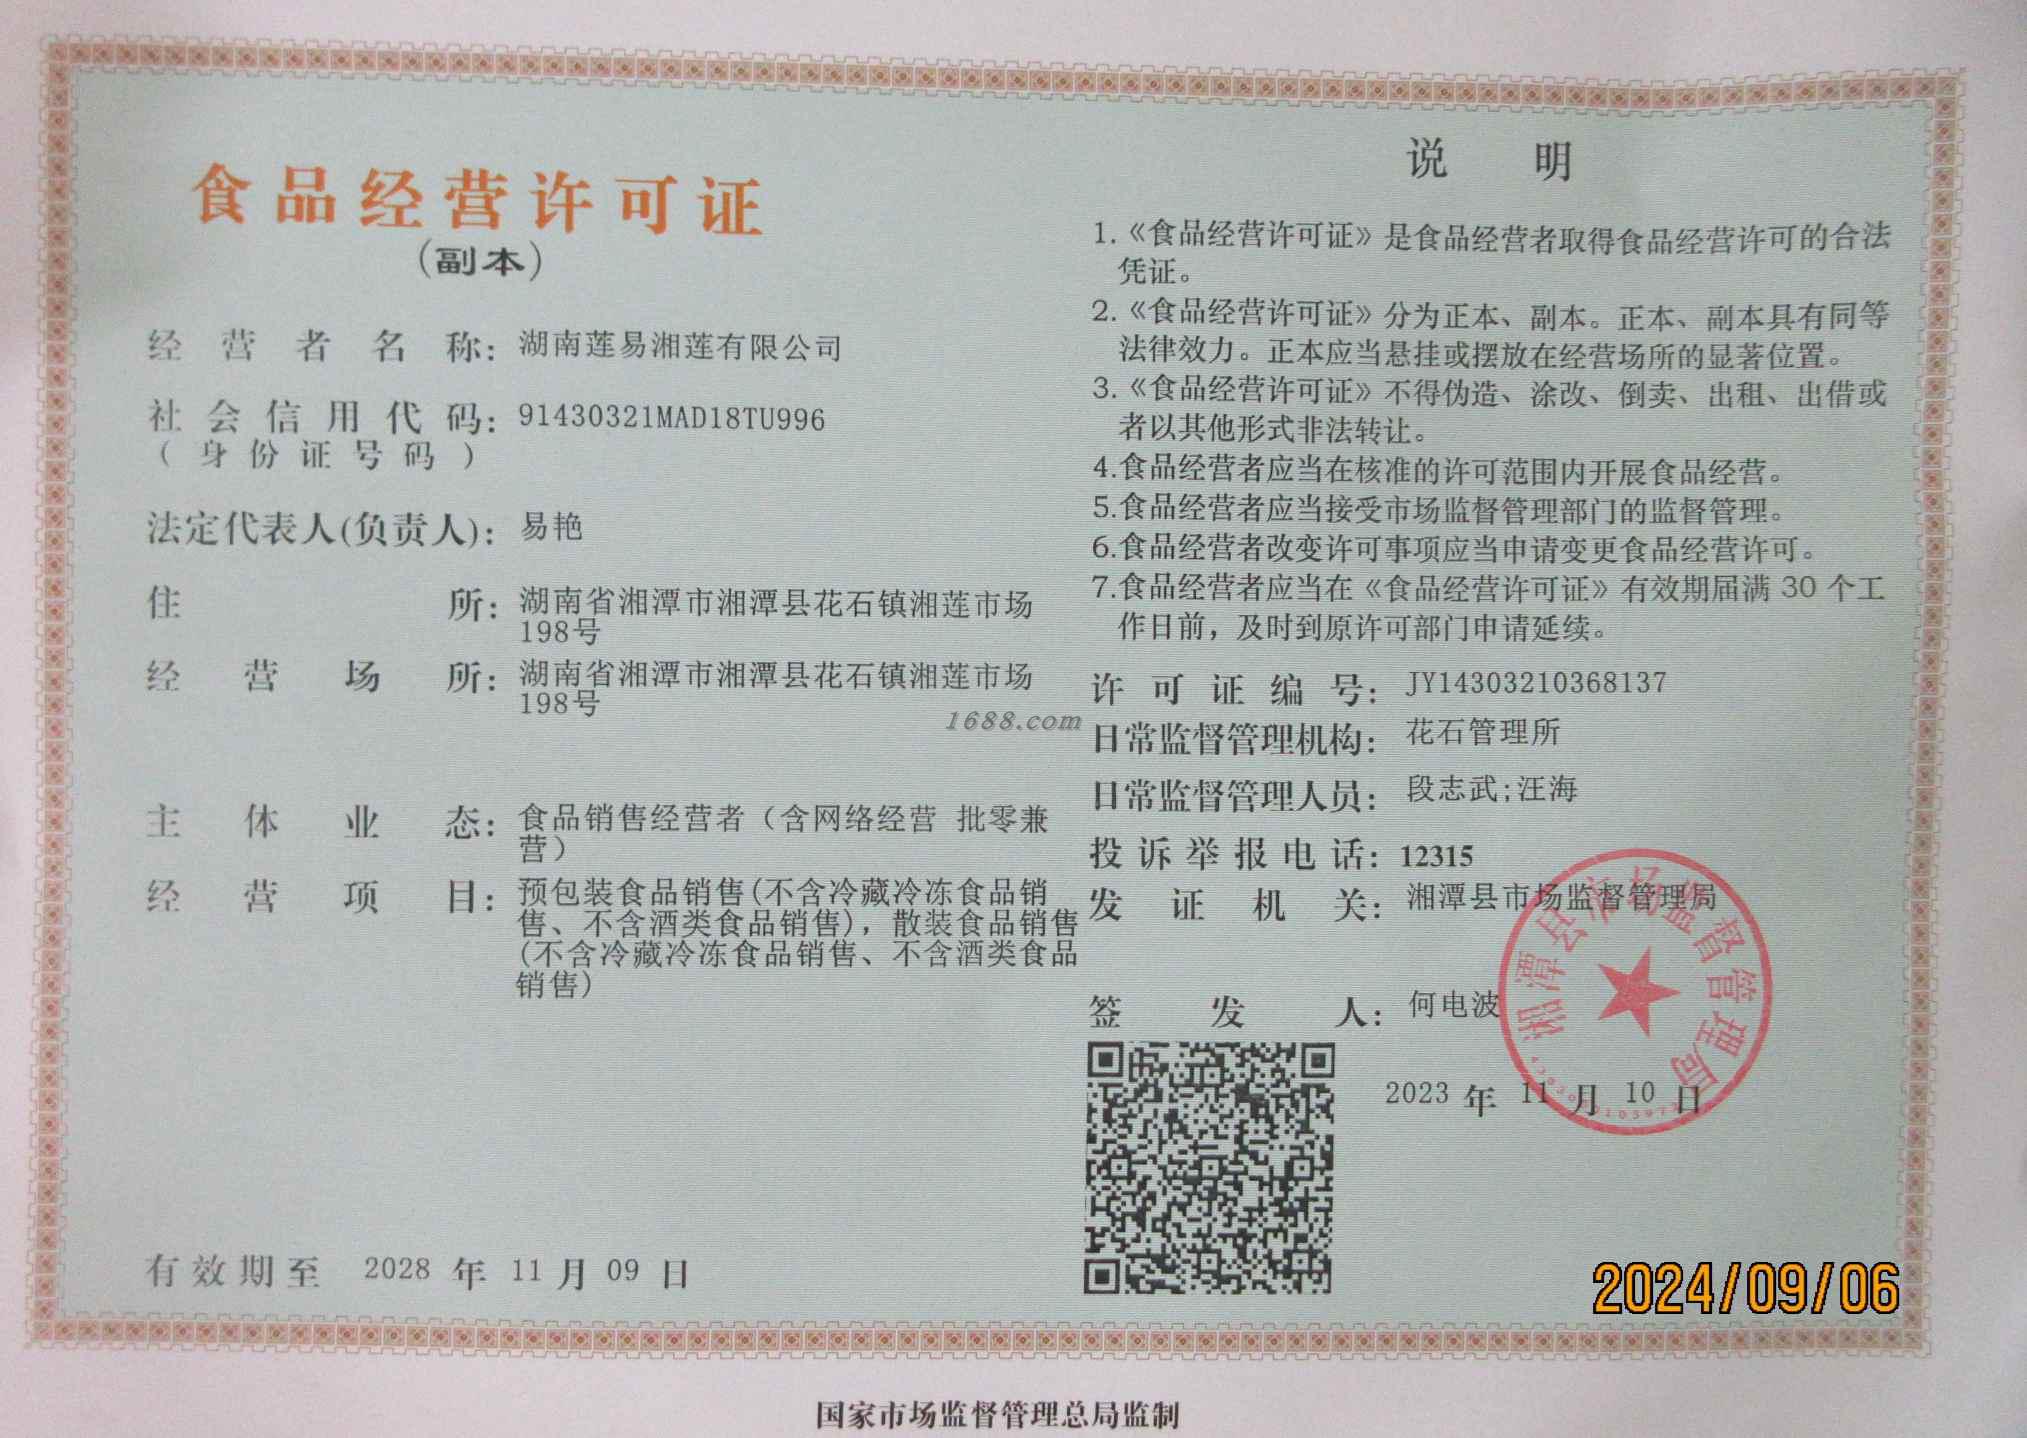 食品经营许可证
(副本)
经营者名称：湖南莲易湘莲有限公司
社会信用代码：91430321MAD18TU996
（身份证号码）
法定代表人(负责人)：易艳
住所：湖南省湘潭市湘潭县花石镇湘莲市场
198号
经营场所：湖南省湘潭市湘潭县花石镇湘莲市场
198号
主体业态：食品销售经营者（含网络经营 批零兼
营）
经营项目：预包装食品销售(不含冷藏冷冻食品销
售、不含酒类食品销售)，散装食品销售
(不含冷藏冷冻食品销售、不含酒类食品
销售)
有效期至 2028 年 11 月 09 日
说明
1.《食品经营许可证》是食品经营者取得食品经营许可的合法
凭证。
2.《食品经营许可证》分为正本、副本。正本、副本具有同等
法律效力。正本应当悬挂或摆放在经营场所的显著位置。
3.《食品经营许可证》不得伪造、涂改、倒卖、出租、出借或
者以其他形式非法转让。
4.食品经营者应当在核准的许可范围内开展食品经营。
5.食品经营者应当接受市场监督管理部门的监督管理。
6.食品经营者改变许可事项应当申请变更食品经营许可。
7.食品经营者应当在《食品经营许可证》有效期届满 30 个工
作日前，及时到原许可部门申请延续。
许可证编号：JY14303210368137
日常监督管理机构：花石管理所
日常监督管理人员：段志武;汪海
投诉举报电话：12315
发证机关：湘潭县市场监督管理局
签发人：何电波
2023 年 11 月 10 日
湘潭县市场监督管理局
1688.com
2024/09/06
国家市场监督管理总局监制